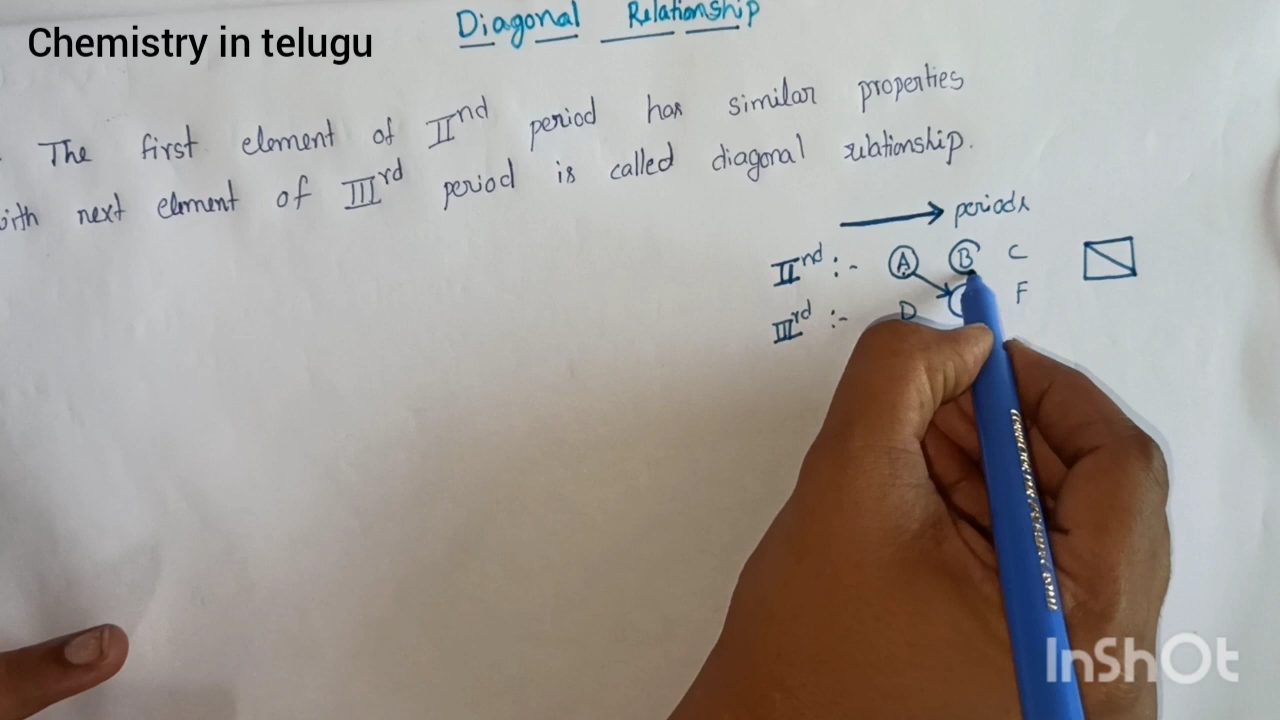 Diagonal Relationship
Chemistry in telugu
The first element of IInd period has similar properties
with next element of IIIrd period is called diagonal relationship.
→ periods
IInd :- A B C
IIIrd :- D F
InShOt